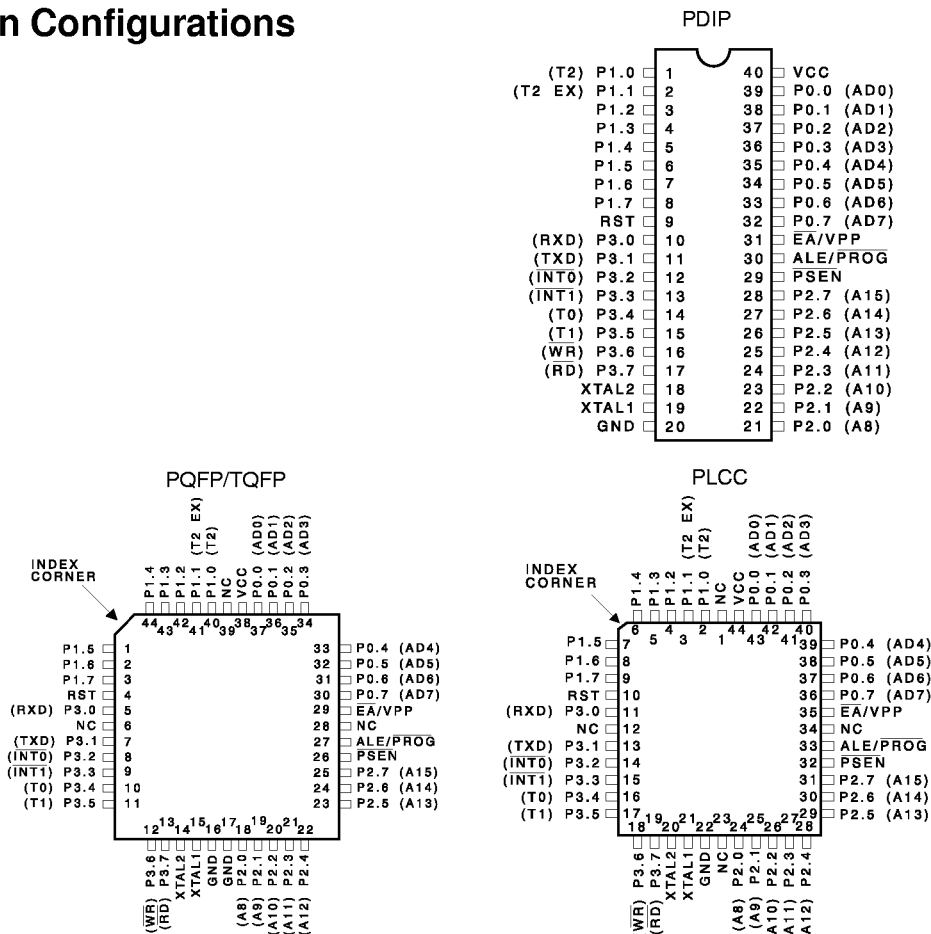 n Configurations
PDIP
(T2) P1.0 1 40 VCC
(T2 EX) P1.1 2 39 P0.0 (AD0)
P1.2 3 38 P0.1 (AD1)
P1.3 4 37 P0.2 (AD2)
P1.4 5 36 P0.3 (AD3)
P1.5 6 35 P0.4 (AD4)
P1.6 7 34 P0.5 (AD5)
P1.7 8 33 P0.6 (AD6)
RST 9 32 P0.7 (AD7)
(RXD) P3.0 10 31 EA/VPP
(TXD) P3.1 11 30 ALE/PROG
(INT0) P3.2 12 29 PSEN
(INT1) P3.3 13 28 P2.7 (A15)
(T0) P3.4 14 27 P2.6 (A14)
(T1) P3.5 15 26 P2.5 (A13)
(WR) P3.6 16 25 P2.4 (A12)
(RD) P3.7 17 24 P2.3 (A11)
XTAL2 18 23 P2.2 (A10)
XTAL1 19 22 P2.1 (A9)
GND 20 21 P2.0 (A8)
PQFP/TQFP
INDEX
CORNER
P1.4
P1.3
P1.2
P1.1 (T2 EX)
P1.0 (T2)
NC
VCC
P0.0 (AD0)
P0.1 (AD1)
P0.2 (AD2)
P0.3 (AD3)
44 43 42 41 40 39 38 37 36 35 34
P1.5 1 33 P0.4 (AD4)
P1.6 2 32 P0.5 (AD5)
P1.7 3 31 P0.6 (AD6)
RST 4 30 P0.7 (AD7)
(RXD) P3.0 5 29 EA/VPP
NC 6 28 NC
(TXD) P3.1 7 27 ALE/PROG
(INT0) P3.2 8 26 PSEN
(INT1) P3.3 9 25 P2.7 (A15)
(T0) P3.4 10 24 P2.6 (A14)
(T1) P3.5 11 23 P2.5 (A13)
12 13 14 15 16 17 18 19 20 21 22
(WR) P3.6
(RD) P3.7
XTAL2
XTAL1
GND
GND
(A8) P2.0
(A9) P2.1
(A10) P2.2
(A11) P2.3
(A12) P2.4
PLCC
INDEX
CORNER
P1.4
P1.3
P1.2
P1.1 (T2 EX)
P1.0 (T2)
NC
VCC
P0.0 (AD0)
P0.1 (AD1)
P0.2 (AD2)
P0.3 (AD3)
6 5 4 3 2 1 44 43 42 41 40
P1.5 7 39 P0.4 (AD4)
P1.6 8 38 P0.5 (AD5)
P1.7 9 37 P0.6 (AD6)
RST 10 36 P0.7 (AD7)
(RXD) P3.0 11 35 EA/VPP
NC 12 34 NC
(TXD) P3.1 13 33 ALE/PROG
(INT0) P3.2 14 32 PSEN
(INT1) P3.3 15 31 P2.7 (A15)
(T0) P3.4 16 30 P2.6 (A14)
(T1) P3.5 17 29 P2.5 (A13)
18 19 20 21 22 23 24 25 26 27 28
(WR) P3.6
(RD) P3.7
XTAL2
XTAL1
GND
NC
(A8) P2.0
(A9) P2.1
A10) P2.2
A11) P2.3
A12) P2.4